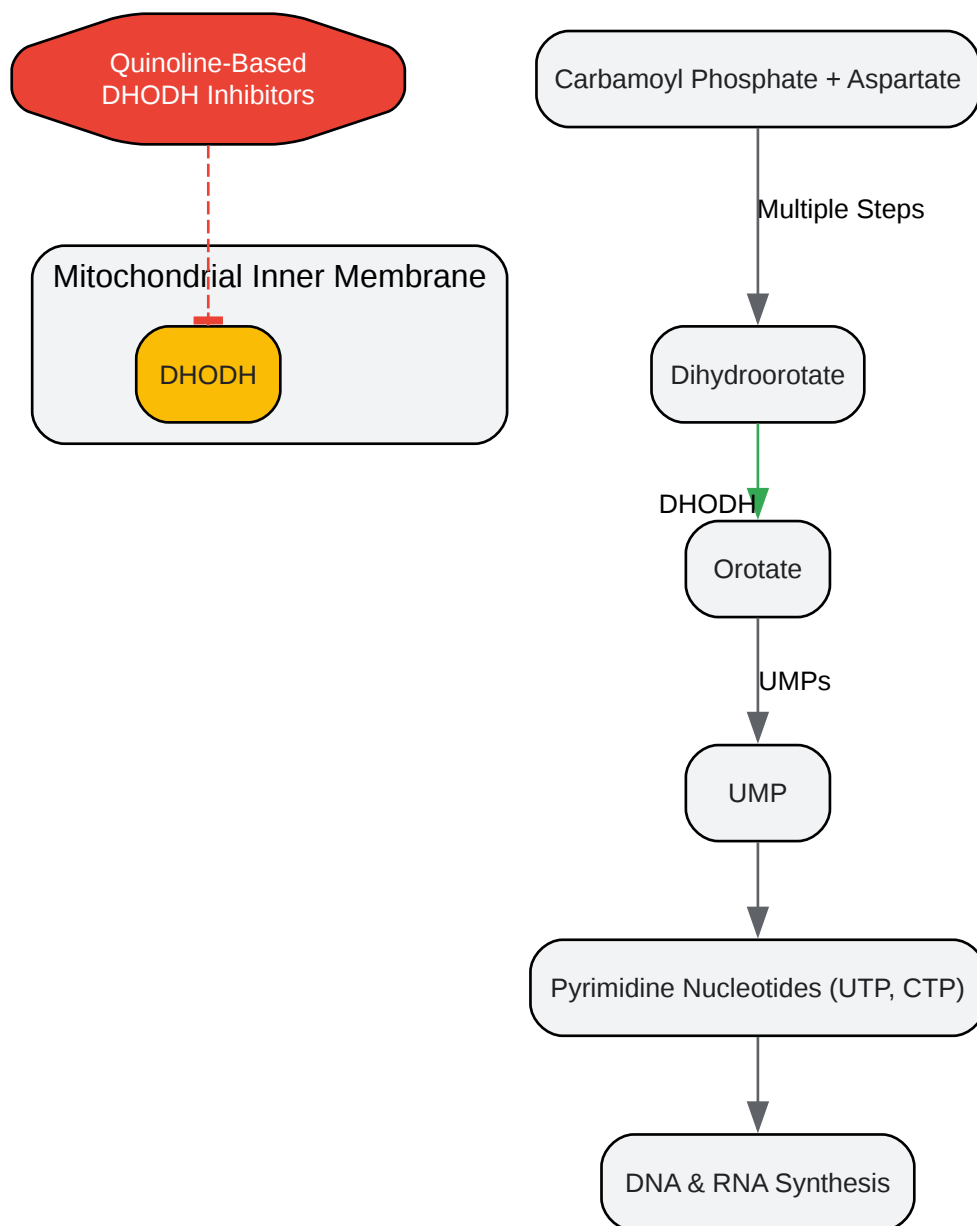 Quinoline-Based
DHODH Inhibitors
Mitochondrial Inner Membrane
DHODH
Carbamoyl Phosphate + Aspartate
Multiple Steps
Dihydroorotate
DHODH
Orotate
UMPs
UMP
Pyrimidine Nucleotides (UTP, CTP)
DNA & RNA Synthesis